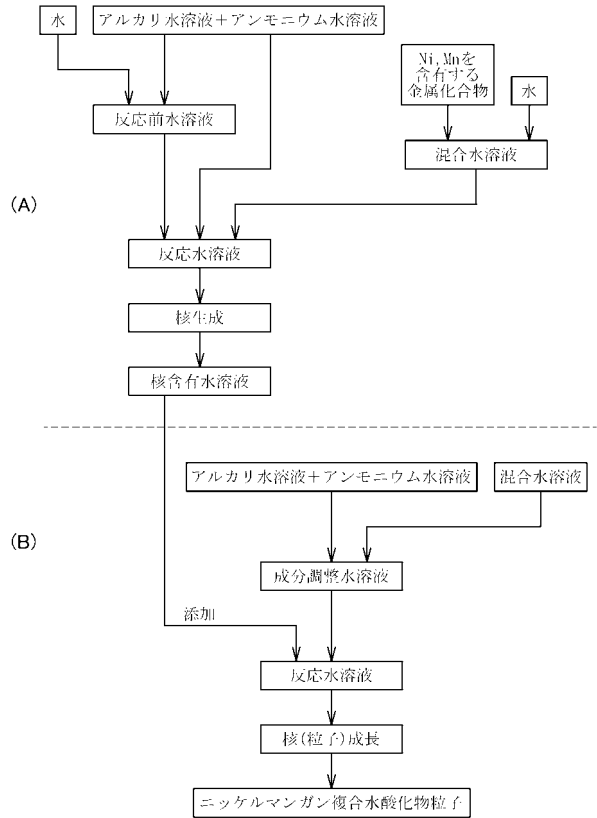 水
アルカリ水溶液＋アンモニウム水溶液
Ni,Mnを
含有する
金属化合物
水
反応前水溶液
混合水溶液
(A)
反応水溶液
核生成
核含有水溶液
アルカリ水溶液＋アンモニウム水溶液
混合水溶液
(B)
成分調整水溶液
添加
反応水溶液
核(粒子)成長
ニッケルマンガン複合水酸化物粒子